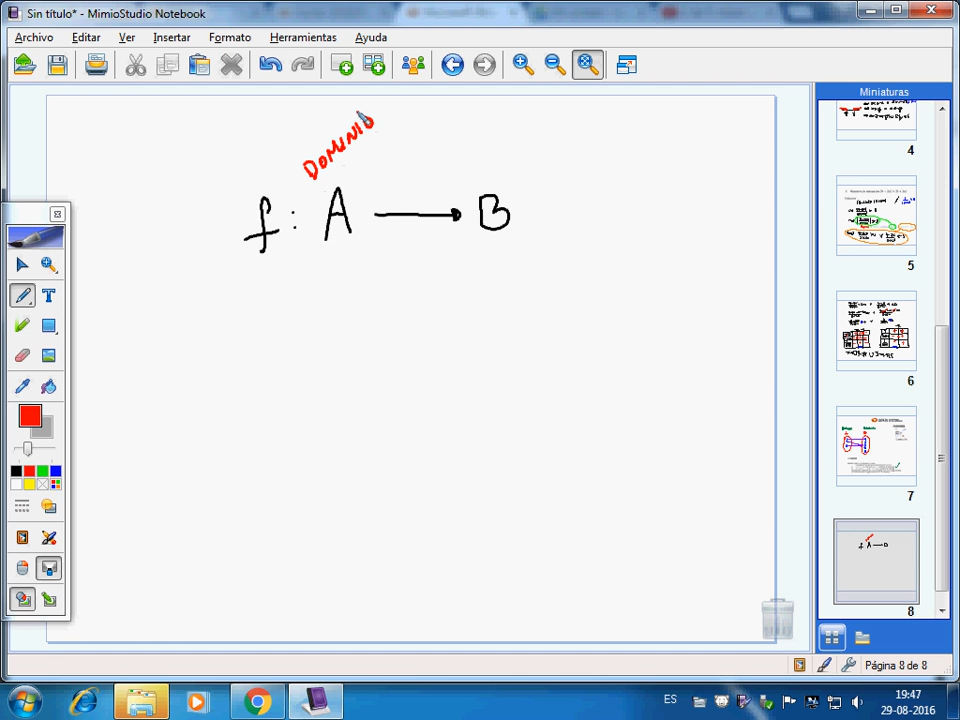 Sin título* - MimioStudio Notebook
Archivo Editar Ver Insertar Formato Herramientas Ayuda
Miniaturas
DOMINIO
f: A → B
4
5
6
7
8
Página 8 de 8
ES
19:47
29-08-2016